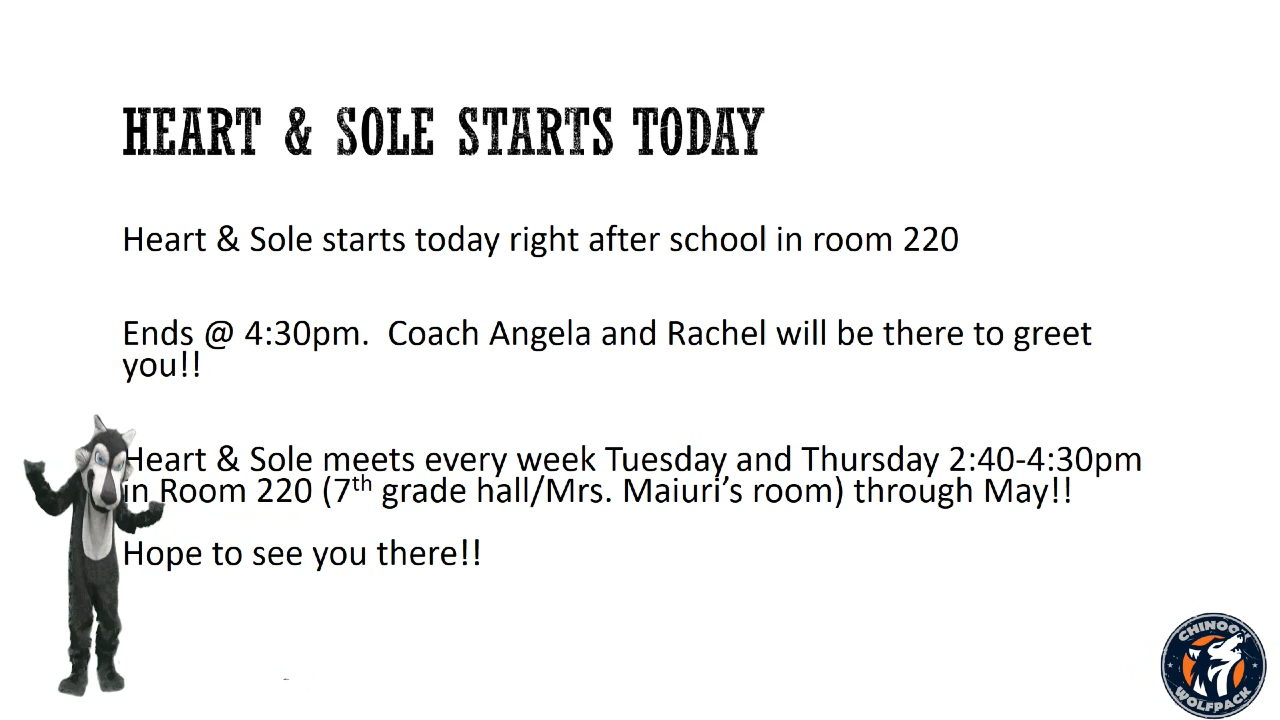 HEART & SOLE STARTS TODAY
Heart & Sole starts today right after school in room 220
Ends @ 4:30pm.  Coach Angela and Rachel will be there to greet
you!!
Heart & Sole meets every week Tuesday and Thursday 2:40-4:30pm
in Room 220 (7th grade hall/Mrs. Maiuri’s room) through May!!
Hope to see you there!!
CHINOOK
WOLFPACK